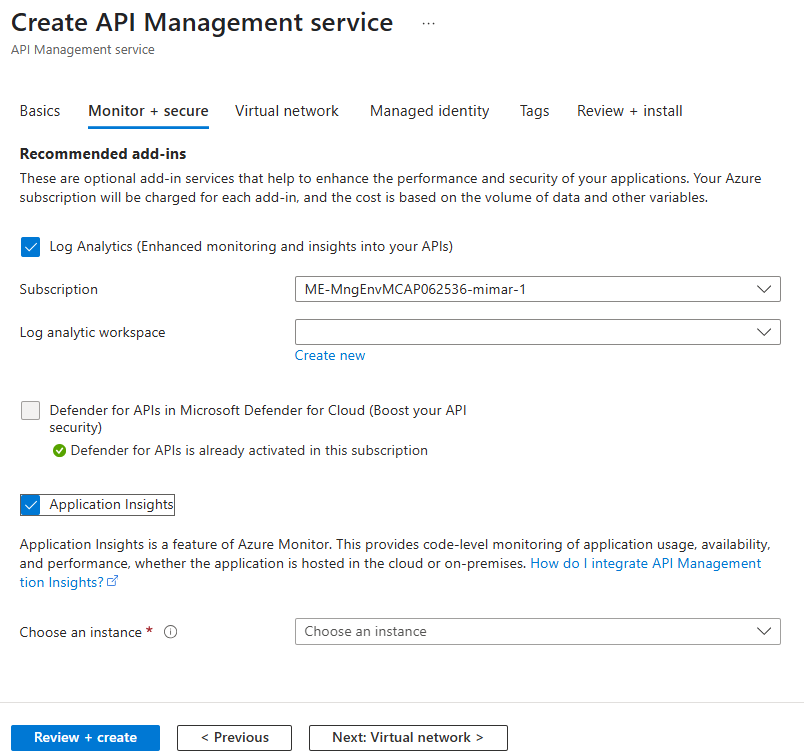 Create API Management service ...
API Management service
Basics Monitor + secure Virtual network Managed identity Tags Review + install
Recommended add-ins
These are optional add-in services that help to enhance the performance and security of your applications. Your Azure
subscription will be charged for each add-in, and the cost is based on the volume of data and other variables.
Log Analytics (Enhanced monitoring and insights into your APIs)
Subscription ME-MngEnvMCAP062536-mimar-1
Log analytic workspace
Create new
Defender for APIs in Microsoft Defender for Cloud (Boost your API
security)
Defender for APIs is already activated in this subscription
Application Insights
Application Insights is a feature of Azure Monitor. This provides code-level monitoring of application usage, availability,
and performance, whether the application is hosted in the cloud or on-premises. How do I integrate API Management
tion Insights?
Choose an instance * Choose an instance
Review + create < Previous Next: Virtual network >